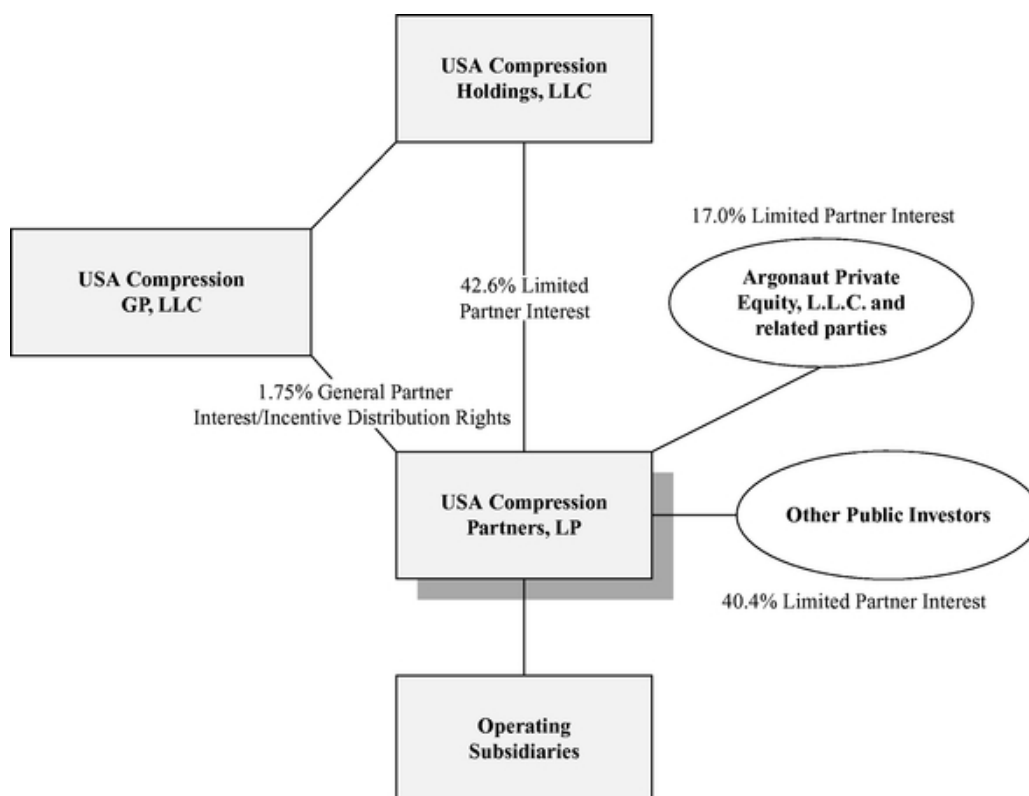 USA Compression
Holdings, LLC
17.0% Limited Partner Interest
USA Compression
GP, LLC
42.6% Limited
Partner Interest
Argonaut Private
Equity, L.L.C. and
related parties
1.75% General Partner
Interest/Incentive Distribution Rights
USA Compression
Partners, LP
Other Public Investors
40.4% Limited Partner Interest
Operating
Subsidiaries